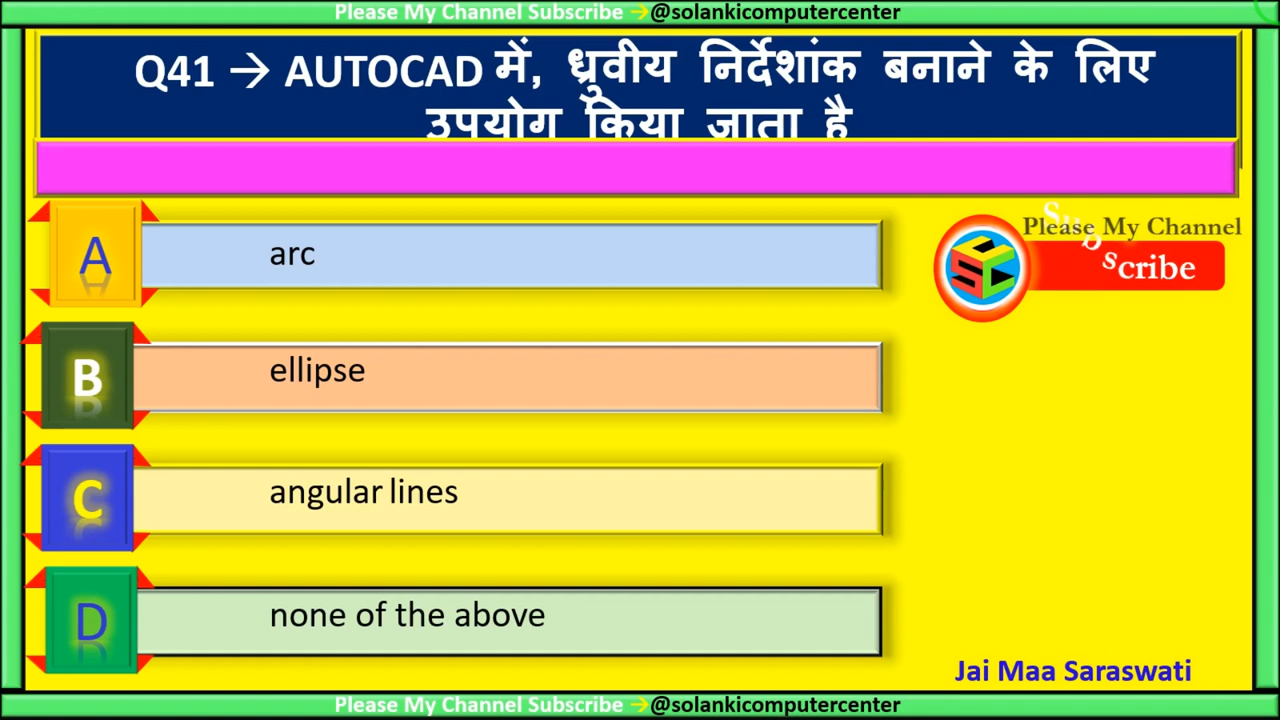 Please My Channel Subscribe →@solankicomputercenter
Q41 → AUTOCAD में, ध्रुवीय निर्देशांक बनाने के लिए
उपयोग किया जाता है
A arc
B ellipse
C angular lines
D none of the above
Please My Channel
Subscribe
SCC
Jai Maa Saraswati
Please My Channel Subscribe →@solankicomputercenter